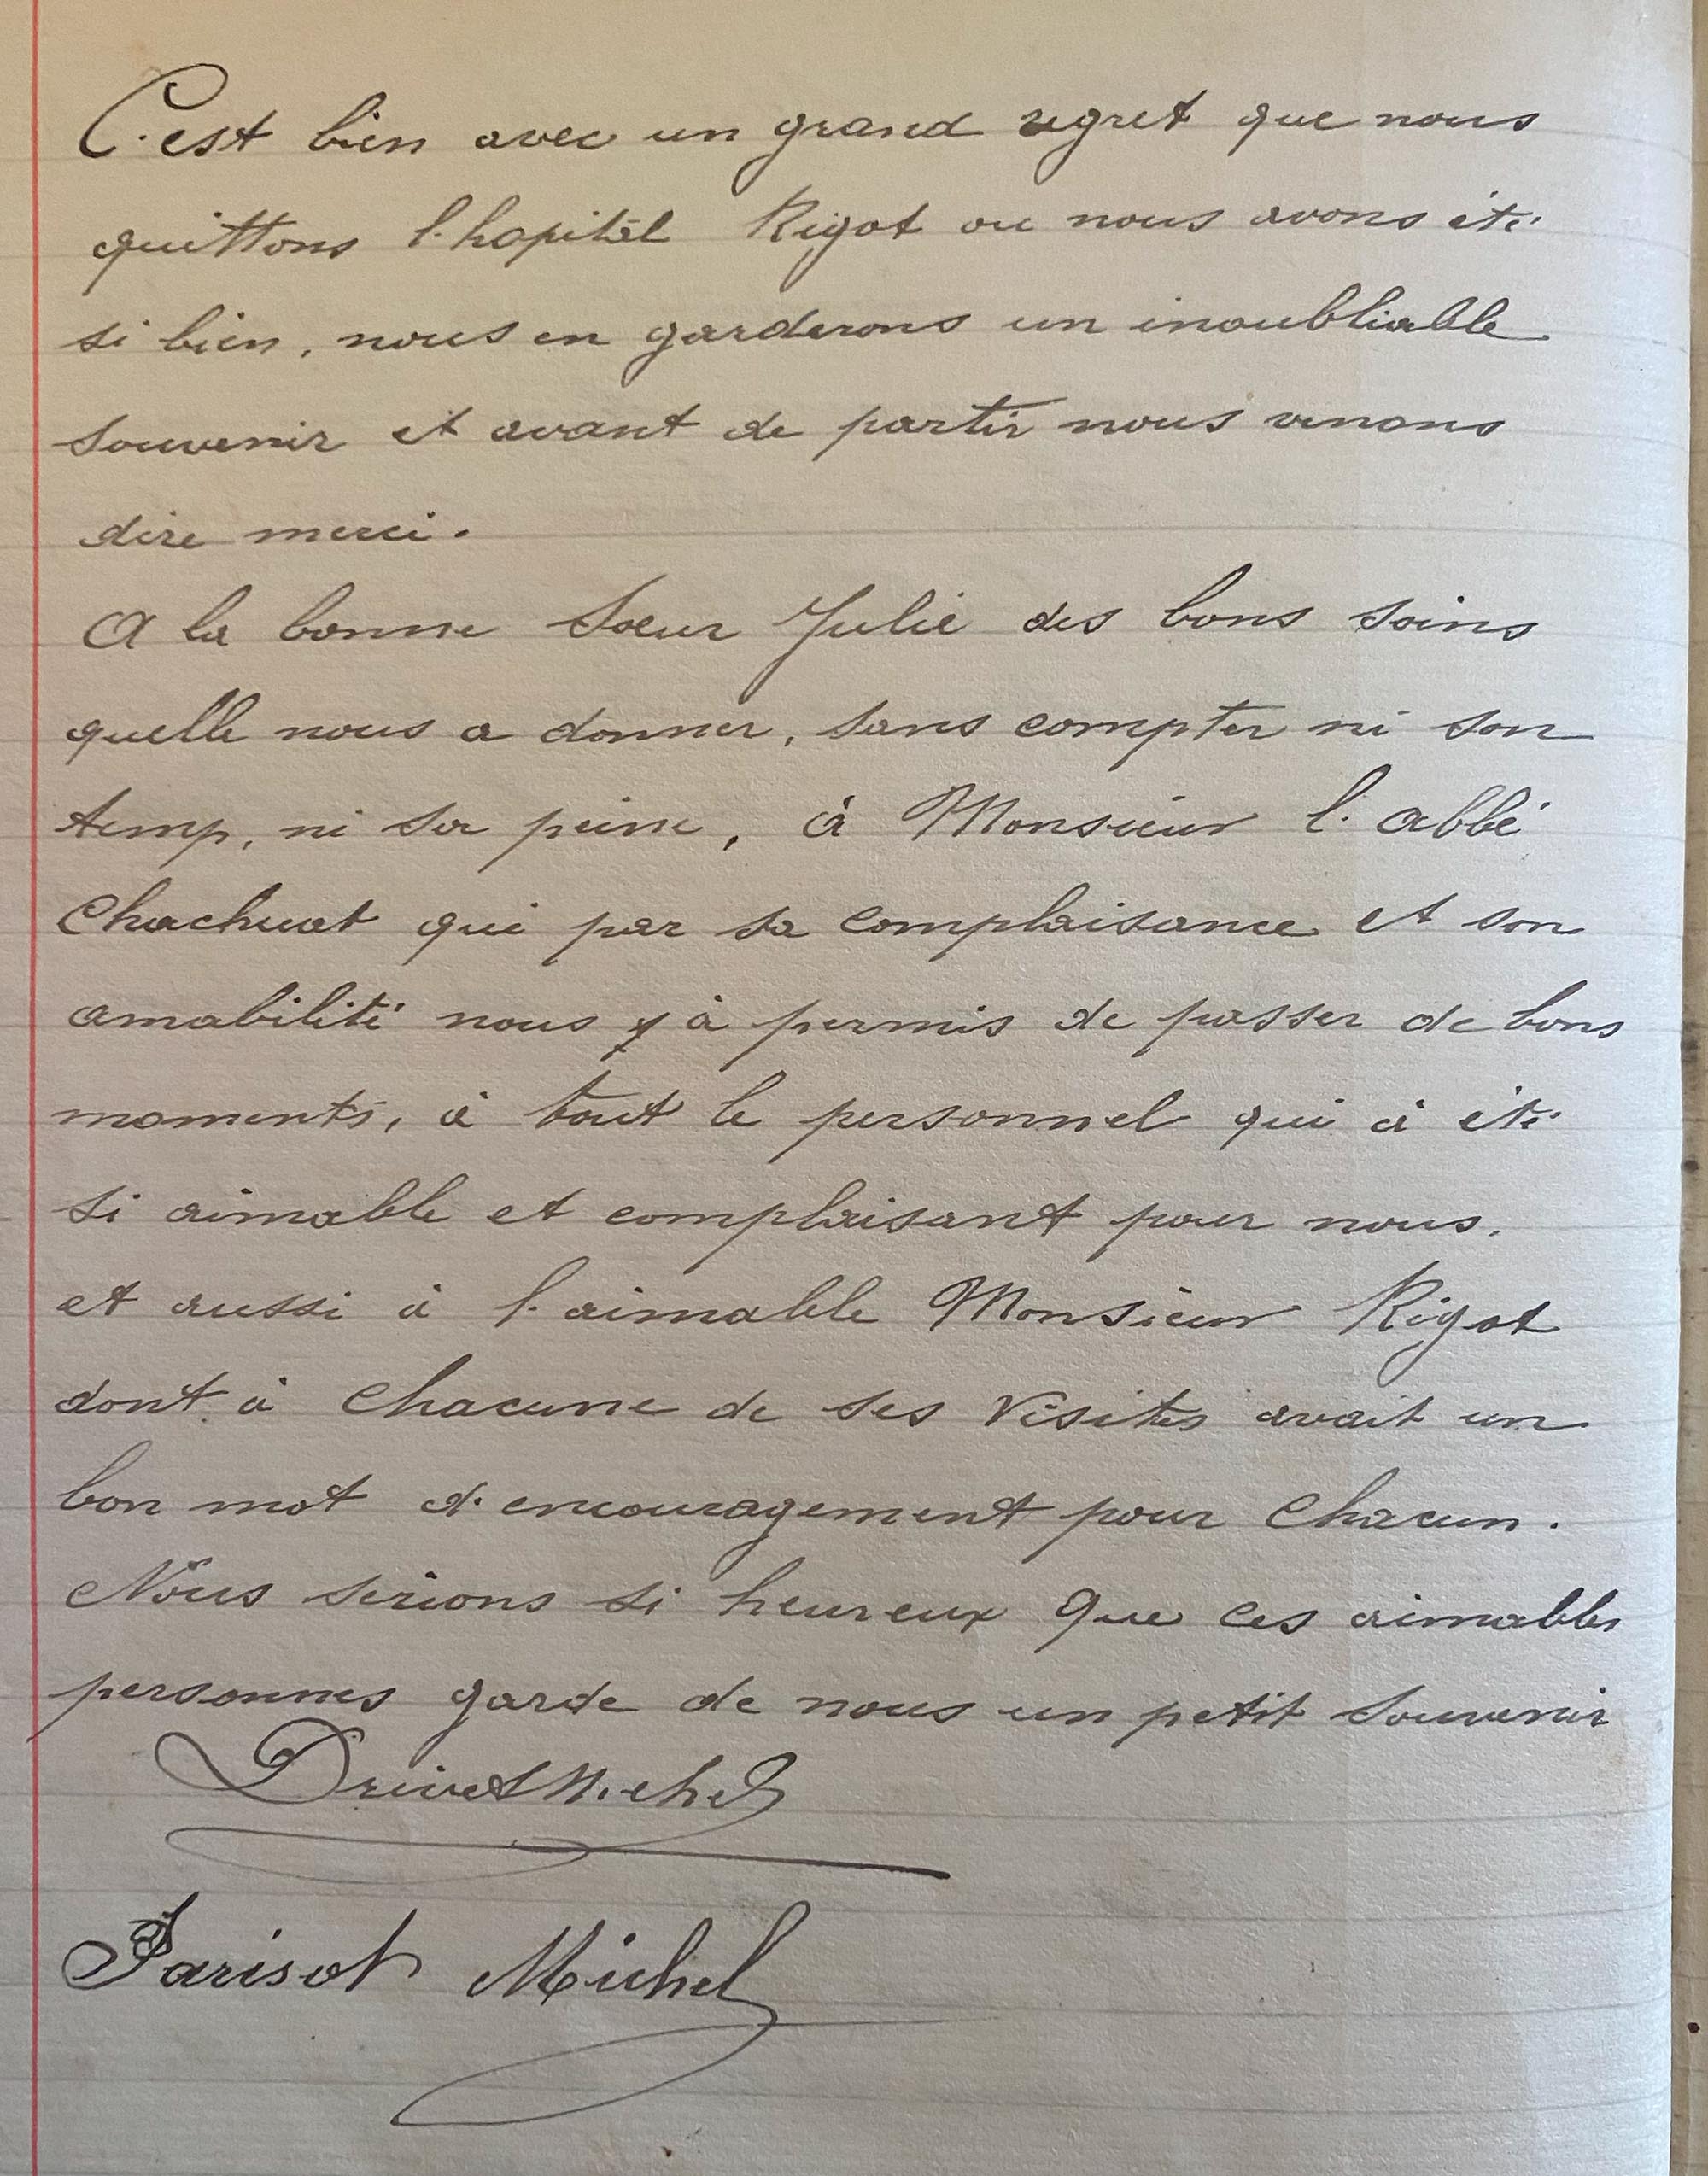 C'est bien avec un grand regret que nous
quittons l'hopital Rigot ou nous avons été
si bien, nous en garderons un inoubliable
souvenir et avant de partir nous venons
dire merci.
A la bonne Soeur Julie des bons soins
quelle nous a donner, sans compter ni son
temp, ni sa peine, à Monsieur l'abbé
Chachuat qui par sa complaisance et son
amabilité nous y à permis de passer de bons
moments, à tout le personnel qui à été
si aimable et complaisant pour nous.
et aussi à l'aimable Monsieur Rigot
dont à chacune de ses visites avait un
bon mot d'encouragement pour chacun.
Nous serions si heureux que ces aimables
personnes garde de nous un petit souvenir
Drivet Michel
Parisot Michel